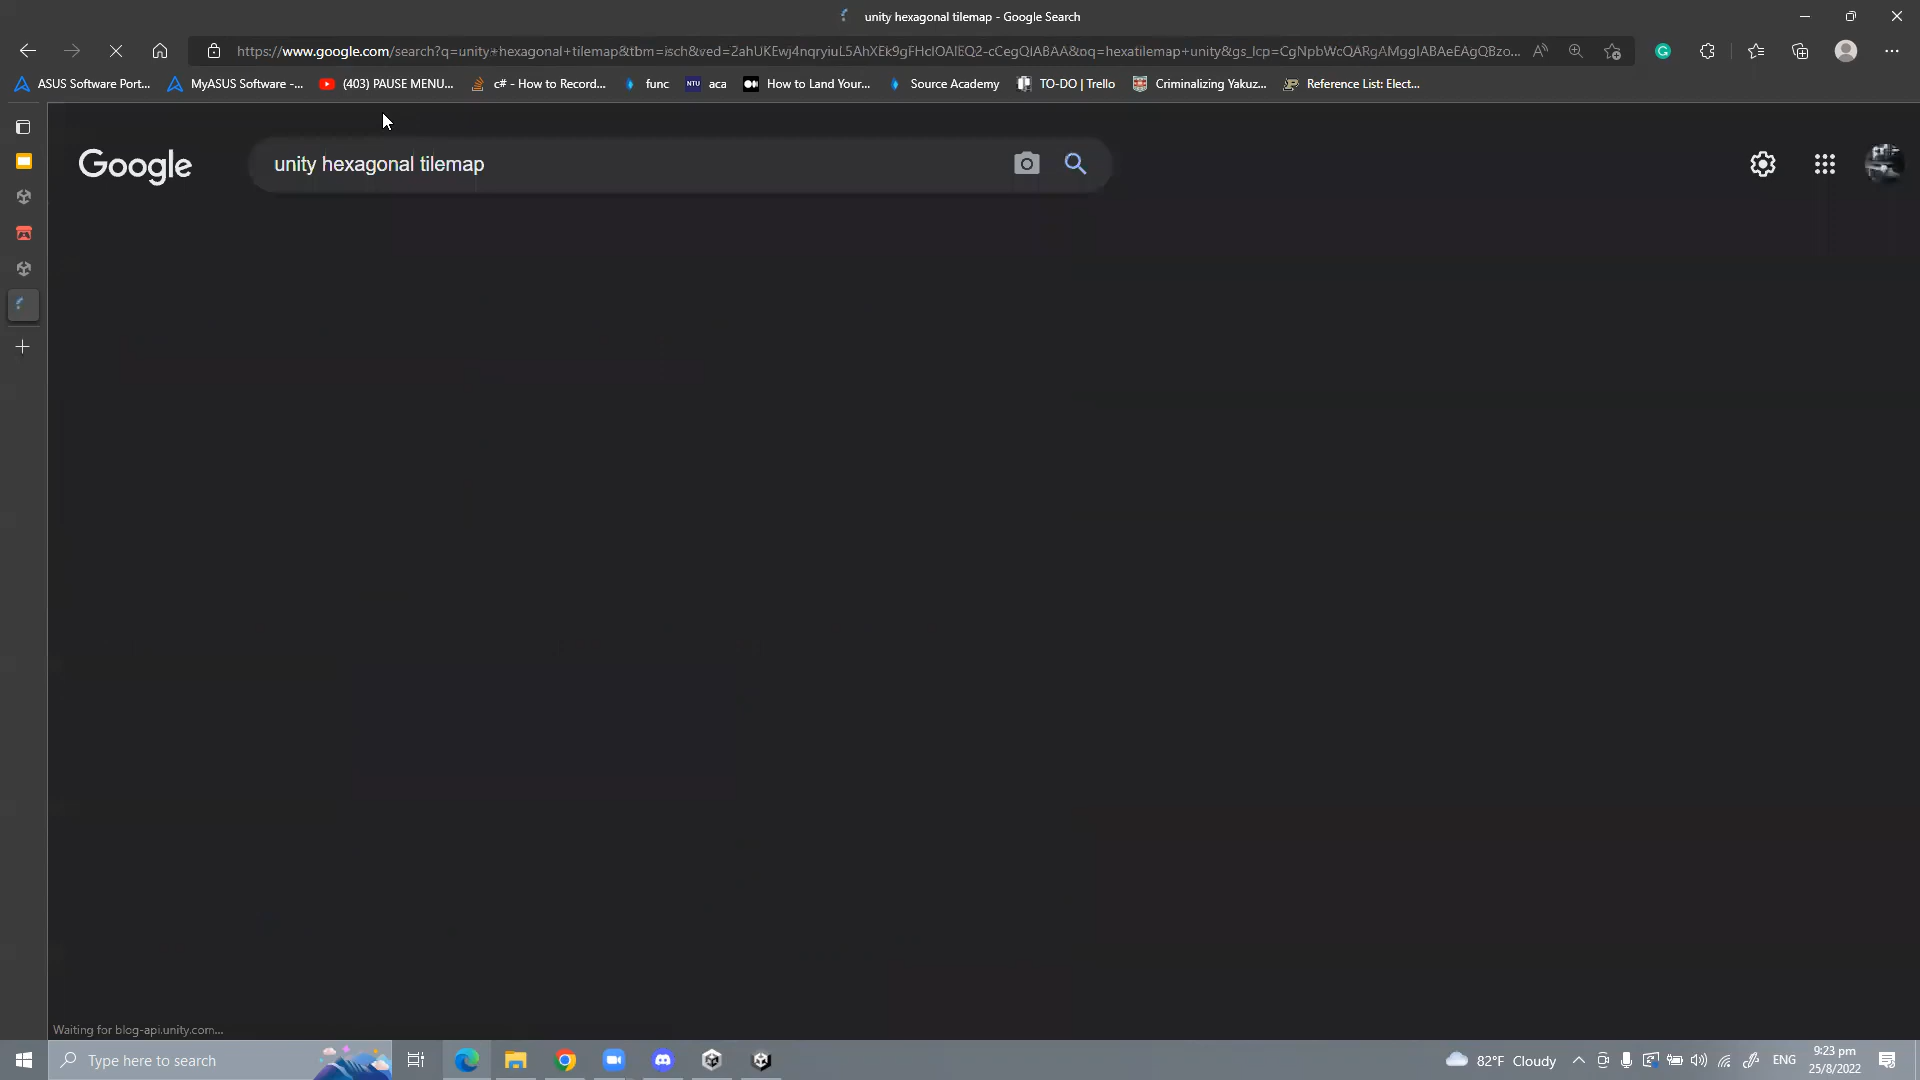 unity hexagonal tilemap - Google Search
https://www.google.com/search?q=unity+hexagonal+tilemap&tbm=isch&ved=2ahUKEwj4nqryiuL5AhXEk9gFHclOAlEQ2-cCegQIABAA&oq=hexatilemap+unity&gs_lcp=CgNpbWcQARgAMggIABAeEAgQBzo...
ASUS Software Port...
MyASUS Software -...
(403) PAUSE MENU...
c# - How to Record...
func
NTU aca
How to Land Your...
Source Academy
TO-DO | Trello
Criminalizing Yakuz...
Reference List: Elect...
Google
unity hexagonal tilemap
Waiting for blog-api.unity.com...
Type here to search
82°F Cloudy
ENG
9:23 pm
25/8/2022